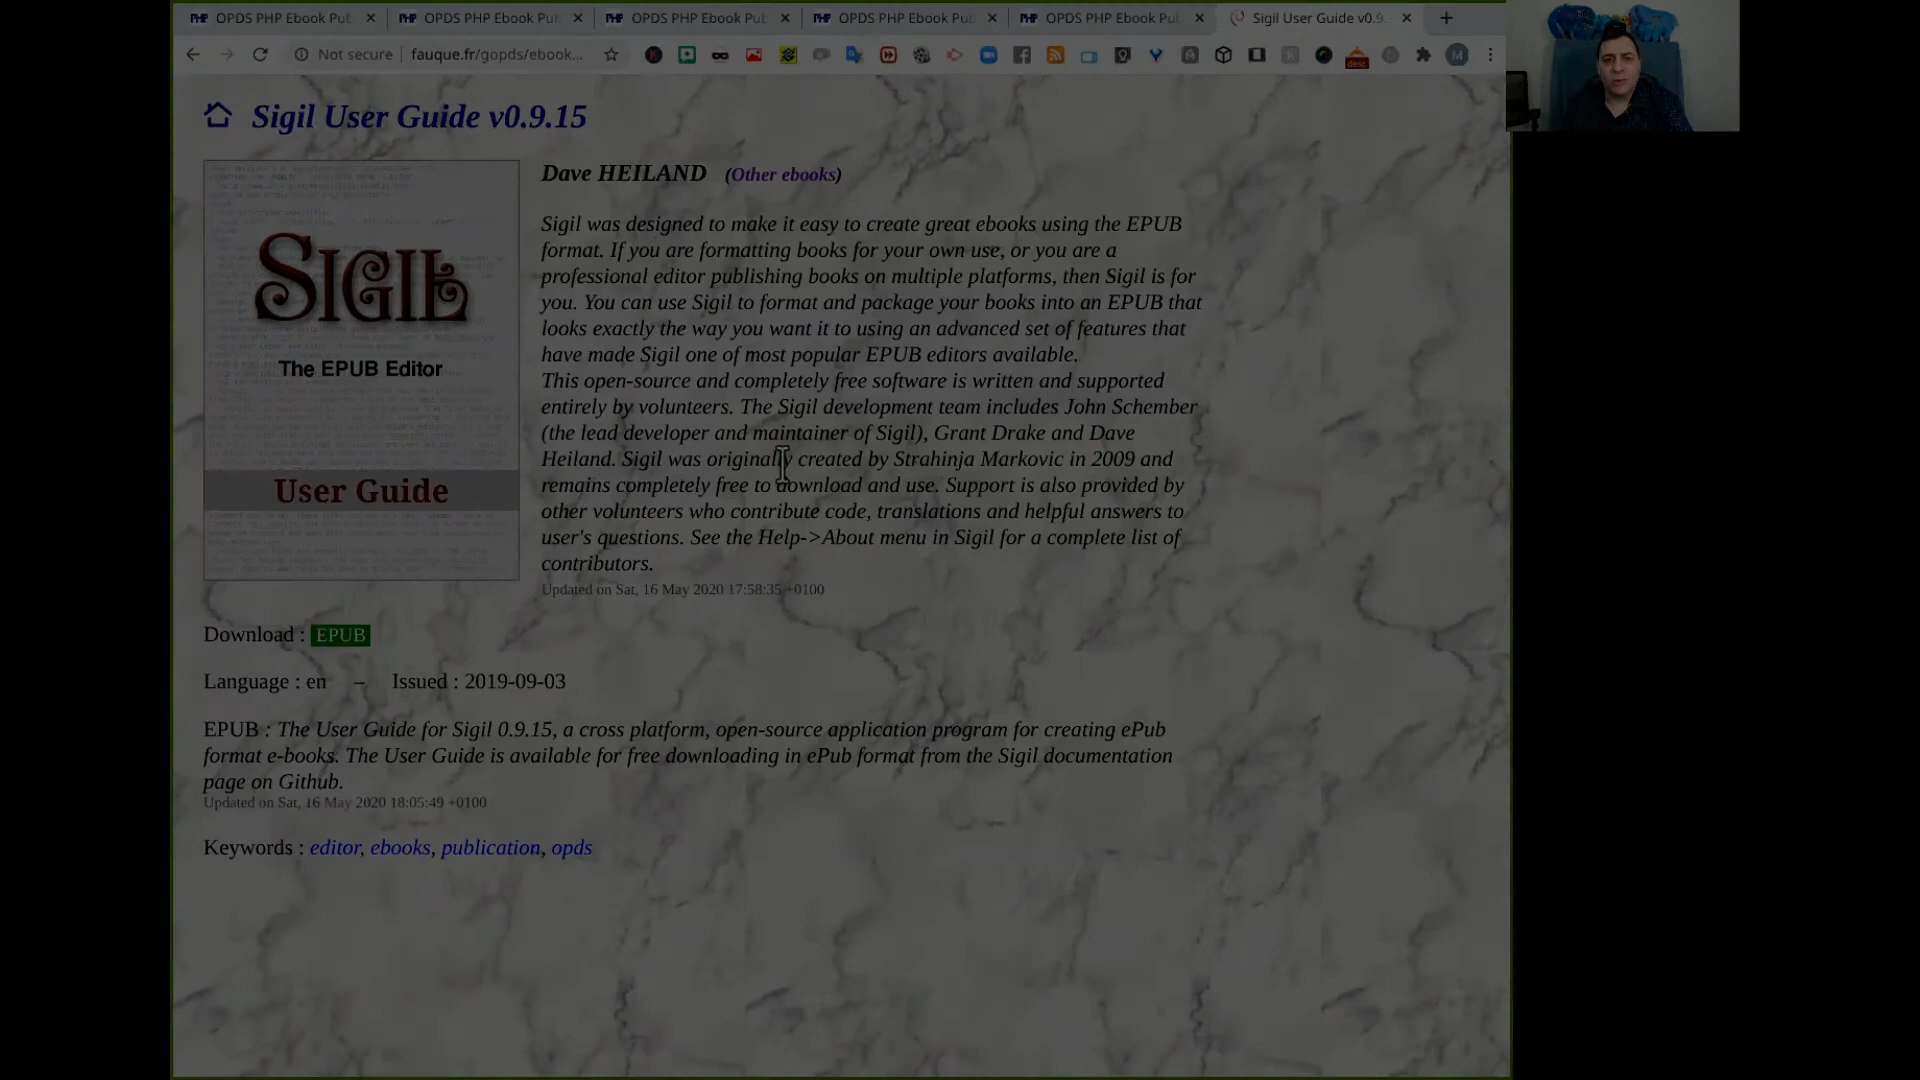 OPDS PHP Ebook Pub
OPDS PHP Ebook Pub
OPDS PHP Ebook Pub
OPDS PHP Ebook Pub
OPDS PHP Ebook Pub
Sigil User Guide v0.9.
Not secure
fauque.fr/gopds/ebook...
desc
M
Sigil User Guide v0.9.15
SIGIL
The EPUB Editor
User Guide
Dave HEILAND (Other ebooks)
Sigil was designed to make it easy to create great ebooks using the EPUB
format. If you are formatting books for your own use, or you are a
professional editor publishing books on multiple platforms, then Sigil is for
you. You can use Sigil to format and package your books into an EPUB that
looks exactly the way you want it to using an advanced set of features that
have made Sigil one of most popular EPUB editors available.
This open-source and completely free software is written and supported
entirely by volunteers. The Sigil development team includes John Schember
(the lead developer and maintainer of Sigil), Grant Drake and Dave
Heiland. Sigil was originally created by Strahinja Markovic in 2009 and
remains completely free to download and use. Support is also provided by
other volunteers who contribute code, translations and helpful answers to
user's questions. See the Help->About menu in Sigil for a complete list of
contributors.
Updated on Sat, 16 May 2020 17:58:35 +0100
Download : EPUB
Language : en – Issued : 2019-09-03
EPUB : The User Guide for Sigil 0.9.15, a cross platform, open-source application program for creating ePub
format e-books. The User Guide is available for free downloading in ePub format from the Sigil documentation
page on Github.
Updated on Sat, 16 May 2020 18:05:49 +0100
Keywords : editor, ebooks, publication, opds